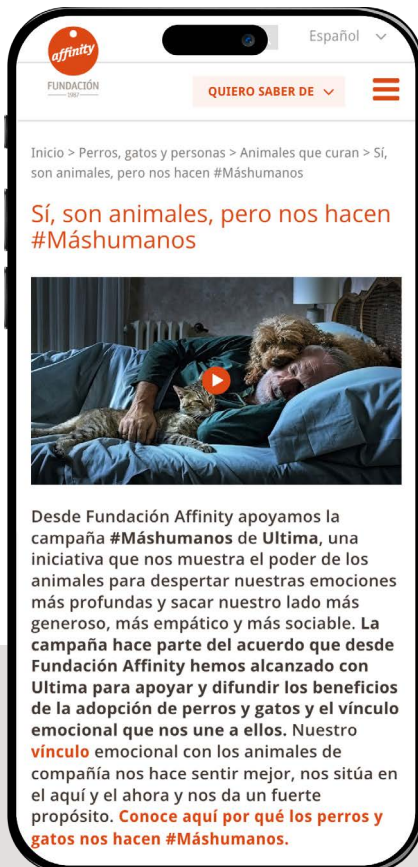 affinity
FUNDACIÓN
1987
Español
QUIERO SABER DE
Inicio > Perros, gatos y personas > Animales que curan > Sí,
son animales, pero nos hacen #Máshumanos
Sí, son animales, pero nos hacen
#Máshumanos
Desde Fundación Affinity apoyamos la
campaña #Máshumanos de Ultima, una
iniciativa que nos muestra el poder de los
animales para despertar nuestras emociones
más profundas y sacar nuestro lado más
generoso, más empático y más sociable. La
campaña hace parte del acuerdo que desde
Fundación Affinity hemos alcanzado con
Ultima para apoyar y difundir los beneficios
de la adopción de perros y gatos y el vínculo
emocional que nos une a ellos. Nuestro
vínculo emocional con los animales de
compañía nos hace sentir mejor, nos sitúa en
el aquí y el ahora y nos da un fuerte
propósito. Conoce aquí por qué los perros y
gatos nos hacen #Máshumanos.